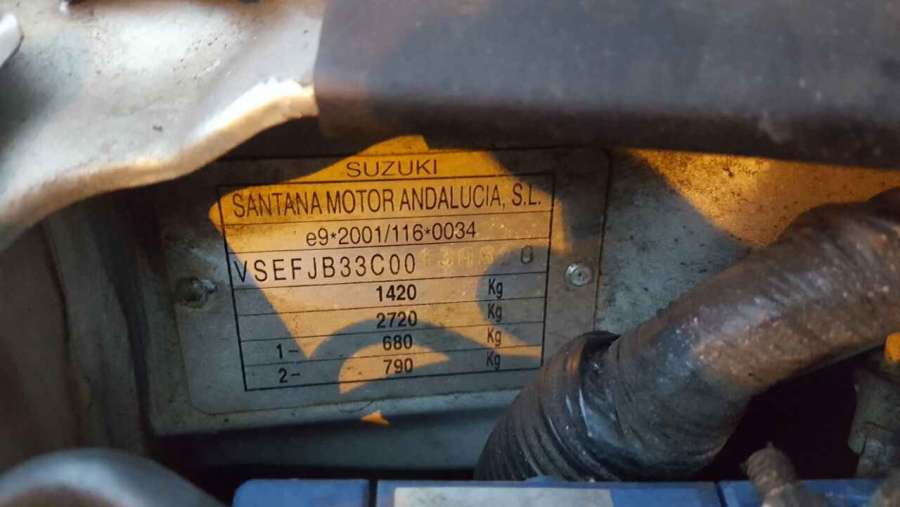 SUZUKI
SANTANA MOTOR ANDALUCIA, S.L.
e9*2001/116*0034
VSEFJB33C00
1420 Kg
2720 Kg
1- 680 Kg
2- 790 Kg